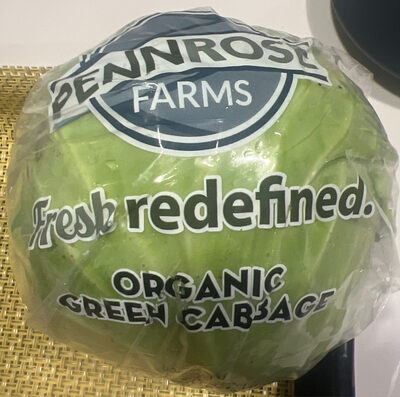 PENNROSE
FARMS
Fresh redefined.
ORGANIC
GREEN CABBAGE